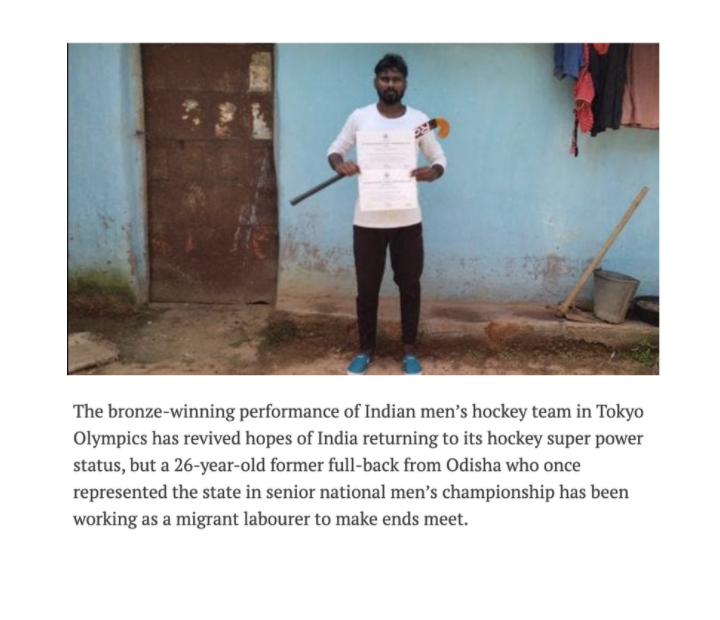 The bronze-winning performance of Indian men’s hockey team in Tokyo
Olympics has revived hopes of India returning to its hockey super power
status, but a 26-year-old former full-back from Odisha who once
represented the state in senior national men’s championship has been
working as a migrant labourer to make ends meet.